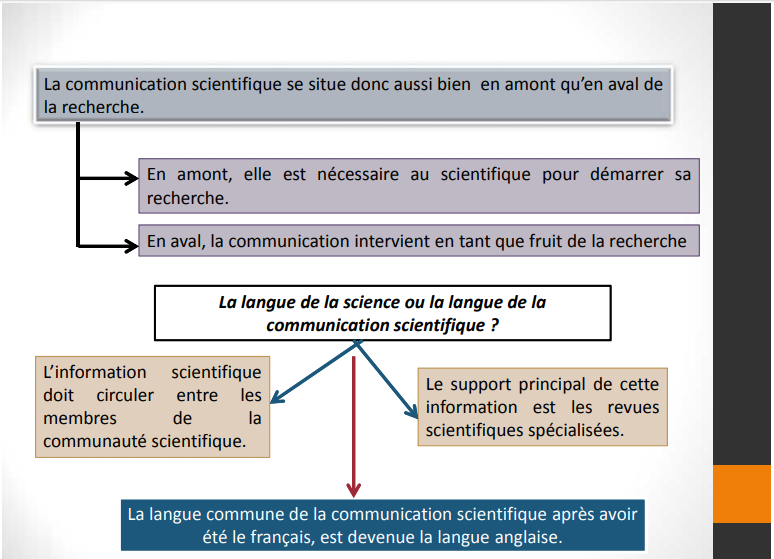 La communication scientifique se situe donc aussi bien en amont qu'en aval de
la recherche.
En amont, elle est nécessaire au scientifique pour démarrer sa
recherche.
En aval, la communication intervient en tant que fruit de la recherche
La langue de la science ou la langue de la
communication scientifique ?
L'information scientifique
doit circuler entre les
membres de la
communauté scientifique.
Le support principal de cette
information est les revues
scientifiques spécialisées.
La langue commune de la communication scientifique après avoir
été le français, est devenue la langue anglaise.